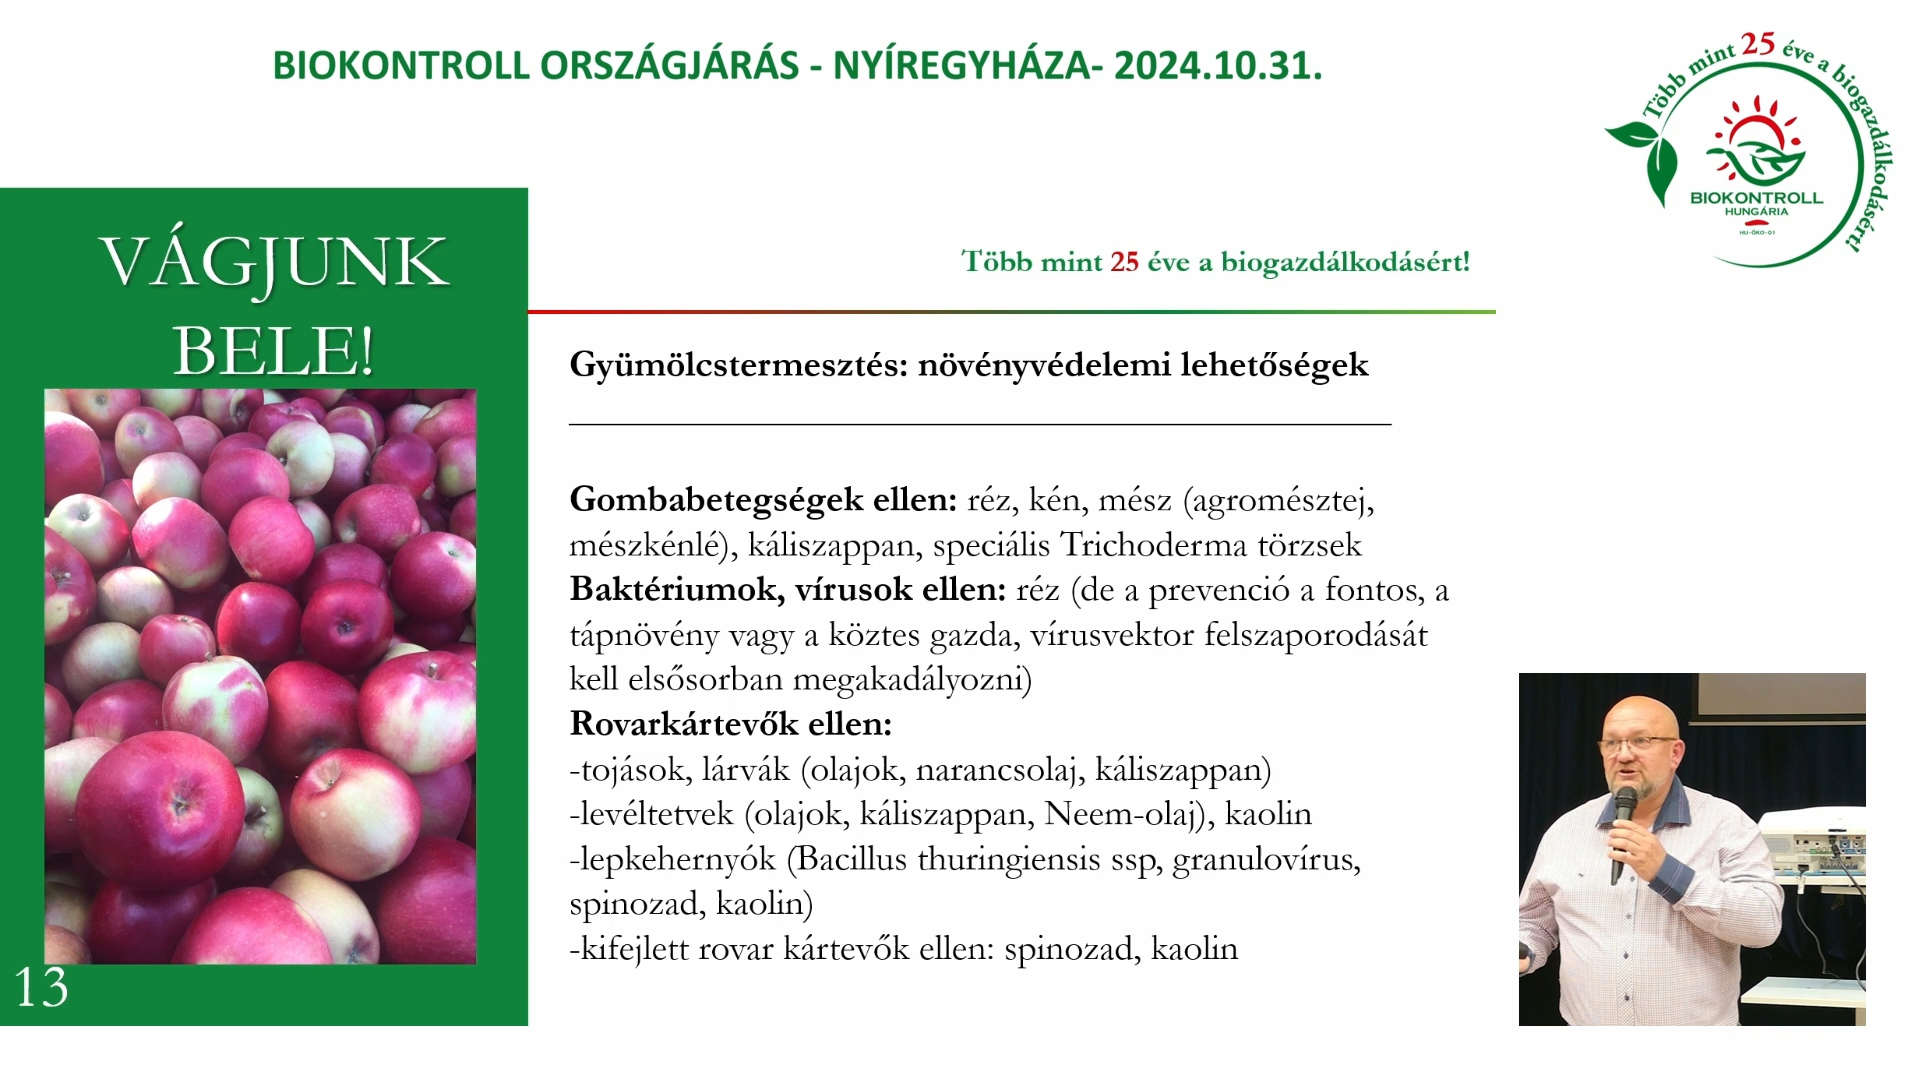 BIOKONTROLL ORSZÁGJÁRÁS - NYÍREGYHÁZA- 2024.10.31.
Több mint 25 éve a biogazdálkodásért!
BIOKONTROLL
HUNGÁRIA
HU-ÖKO-01
VÁGJUNK
BELE!
Több mint 25 éve a biogazdálkodásért!
Gyümölcstermesztés: növényvédelemi lehetőségek
Gombabetegségek ellen: réz, kén, mész (agromésztej,
mészkénlé), káliszappan, speciális Trichoderma törzsek
Baktériumok, vírusok ellen: réz (de a prevenció a fontos, a
tápnövény vagy a köztes gazda, vírusvektor felszaporodását
kell elsősorban megakadályozni)
Rovarkártevők ellen:
-tojások, lárvák (olajok, narancsolaj, káliszappan)
-levéltetvek (olajok, káliszappan, Neem-olaj), kaolin
-lepkehernyók (Bacillus thuringiensis ssp, granulovírus,
spinozad, kaolin)
-kifejlett rovar kártevők ellen: spinozad, kaolin
13